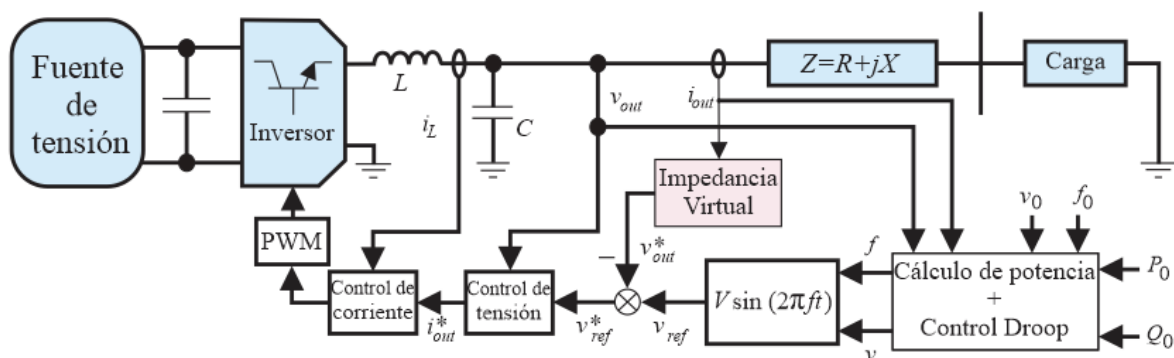 Fuente
de
tensión
Inversor
L
i_L
C
v_out
i_out
Z=R+jX
Carga
Impedancia
Virtual
PWM
Control de
corriente
i*_out
Control de
tensión
v*_ref
−
v*_out
v_ref
V sin (2πft)
f
v
v_0
f_0
Cálculo de potencia
+
Control Droop
P_0
Q_0